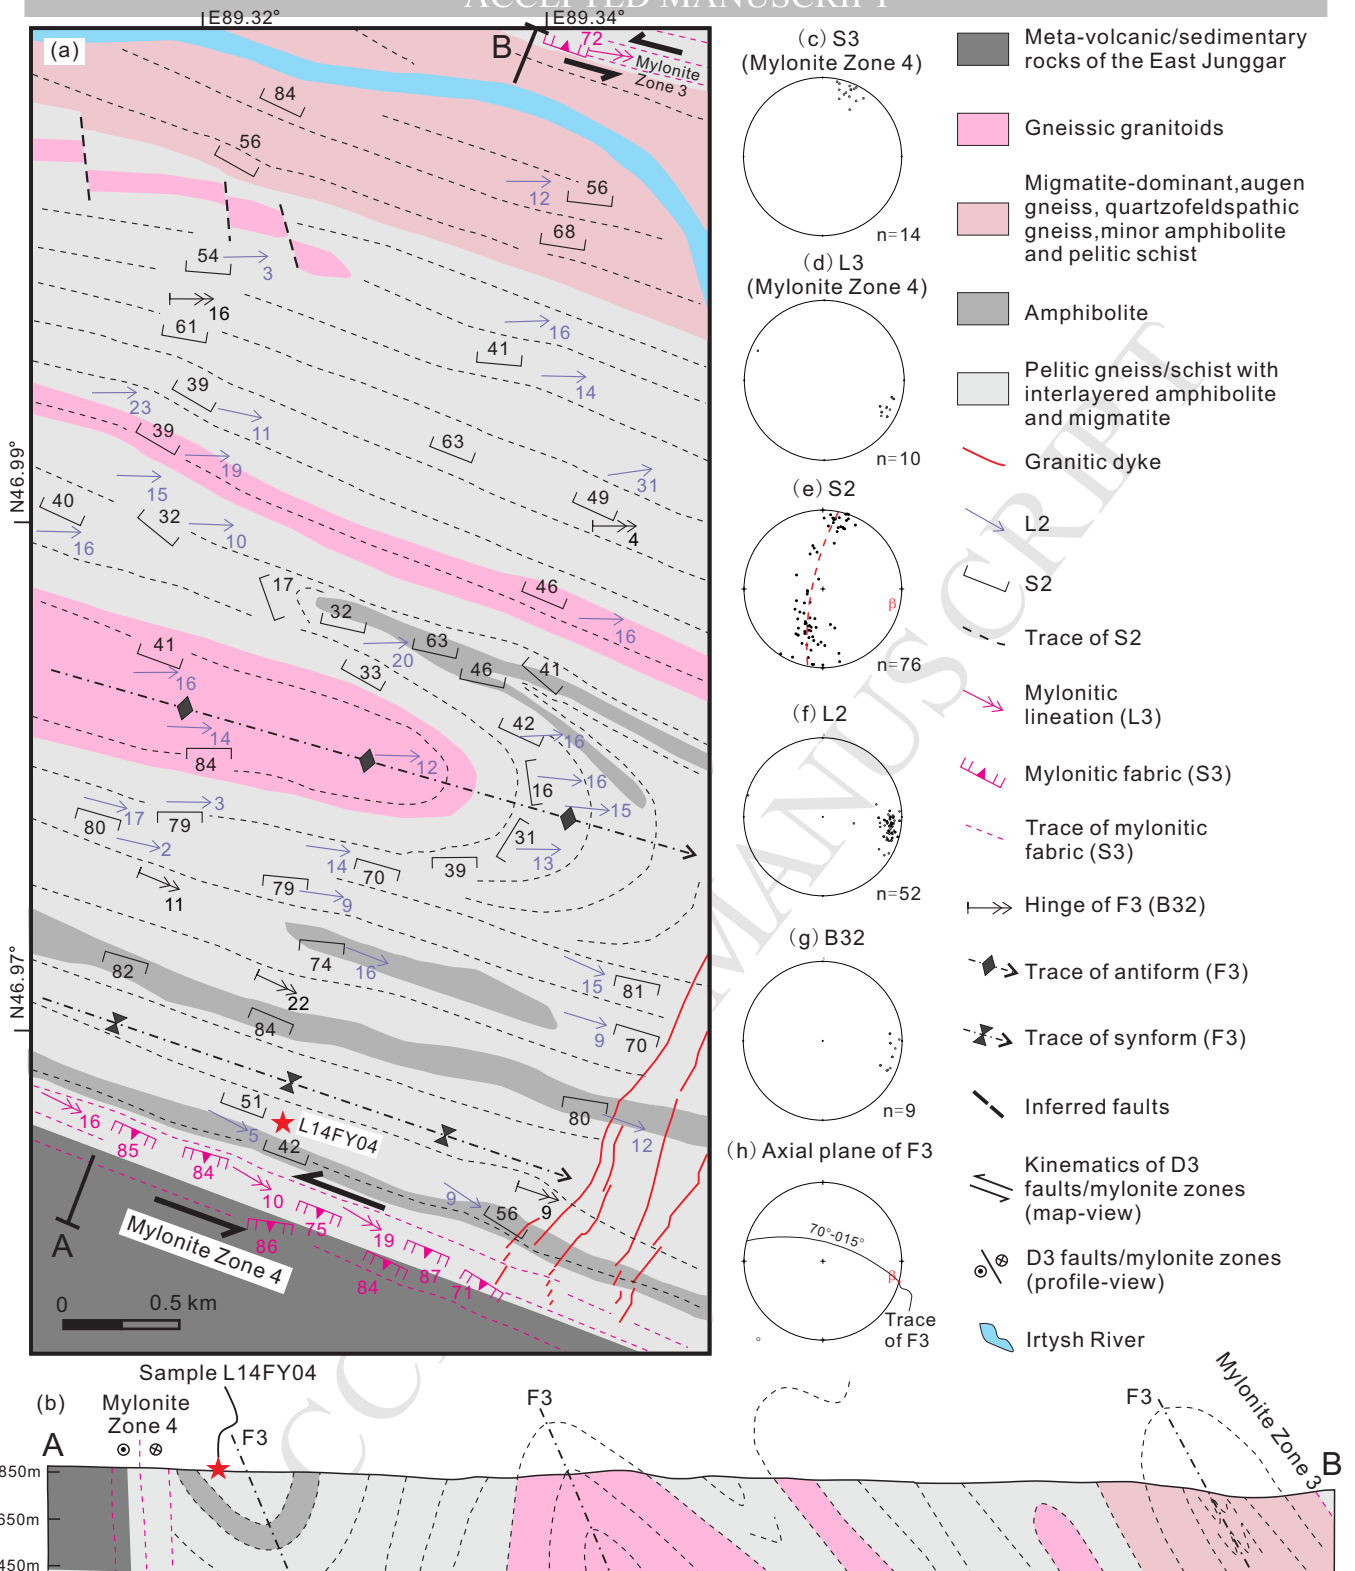 ACCEPTED MANUSCRIPT
E89.32°
E89.34°
(a)
B
72
Mylonite
Zone 3
84
56
12
56
68
54
3
16
61
16
41
14
39
23
11
39
19
63
31
15
49
40
32
10
4
16
17
46
32
16
63
20
41
33
46
41
16
42
16
14
84
12
16
16
15
3
17
79
80
31
2
13
14
39
70
11
79
9
82
74
16
15
81
22
84
9
70
51
80
16
L14FY04
5
12
85
42
84
10
9
9
75
56
19
86
87
84
71
A
Mylonite Zone 4
0
0.5 km
N46.99°
N46.97°
(c) S3
(Mylonite Zone 4)
n=14
(d) L3
(Mylonite Zone 4)
n=10
(e) S2
β
n=76
(f) L2
n=52
(g) B32
n=9
(h) Axial plane of F3
70°-015°
β
Trace
of F3
Meta-volcanic/sedimentary
rocks of the East Junggar
Gneissic granitoids
Migmatite-dominant,augen
gneiss, quartzofeldspathic
gneiss,minor amphibolite
and pelitic schist
Amphibolite
Pelitic gneiss/schist with
interlayered amphibolite
and migmatite
Granitic dyke
L2
S2
Trace of S2
Mylonitic
lineation (L3)
Mylonitic fabric (S3)
Trace of mylonitic
fabric (S3)
Hinge of F3 (B32)
Trace of antiform (F3)
Trace of synform (F3)
Inferred faults
Kinematics of D3
faults/mylonite zones
(map-view)
D3 faults/mylonite zones
(profile-view)
Irtysh River
(b)
Sample L14FY04
Mylonite
Zone 4
A
F3
F3
F3
Mylonite Zone 3
B
850m
650m
450m